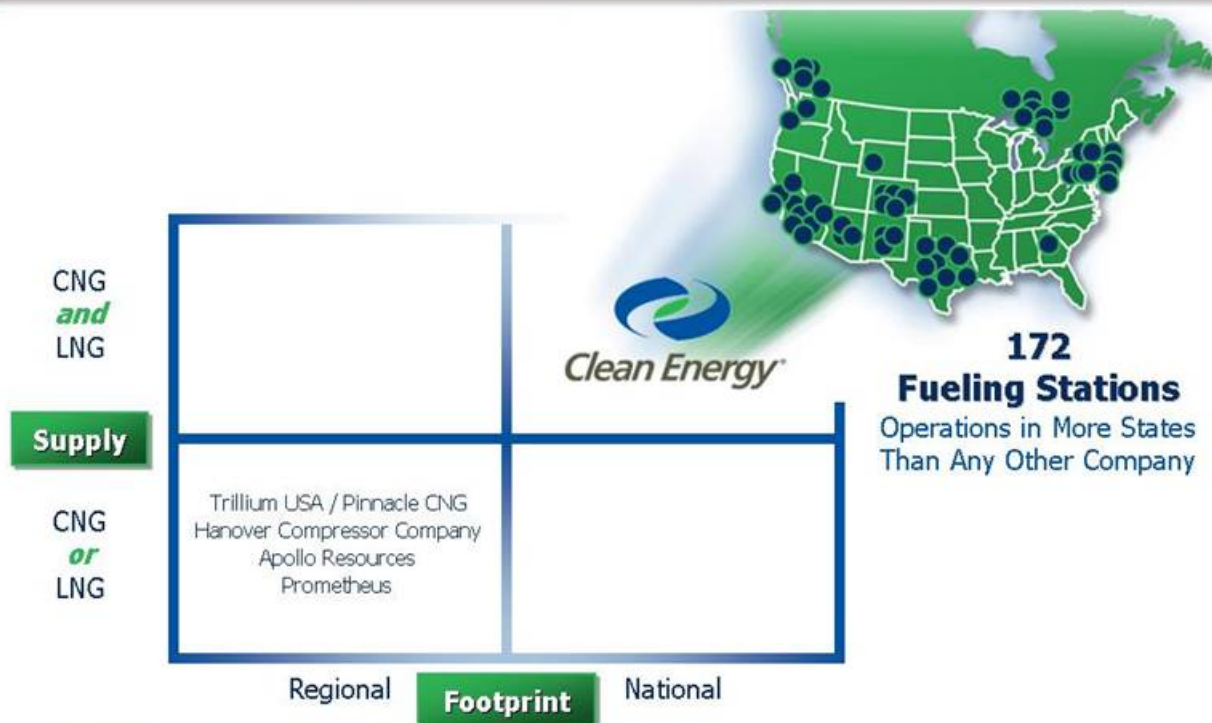 CNG
and
LNG
Supply
CNG
or
LNG
Trillium USA / Pinnacle CNG
Hanover Compressor Company
Apollo Resources
Prometheus
Clean Energy®
172
Fueling Stations
Operations in More States
Than Any Other Company
Regional
Footprint
National